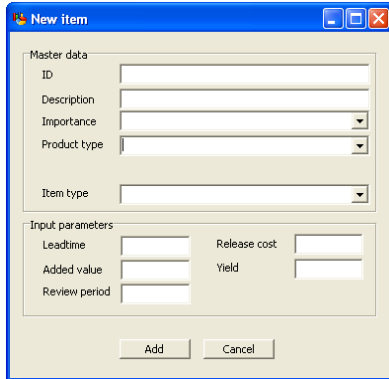 New item
Master data
ID
Description
Importance
Product type
Item type
Input parameters
Leadtime Release cost
Added value Yield
Review period
Add Cancel